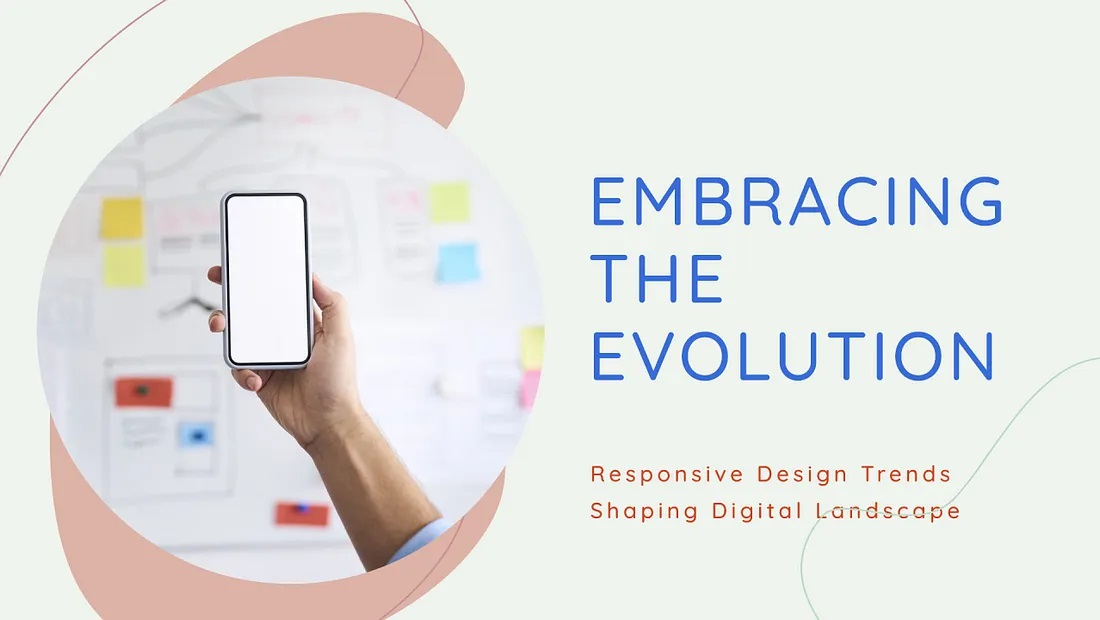 EMBRACING
THE
EVOLUTION
Responsive Design Trends
Shaping Digital Landscape